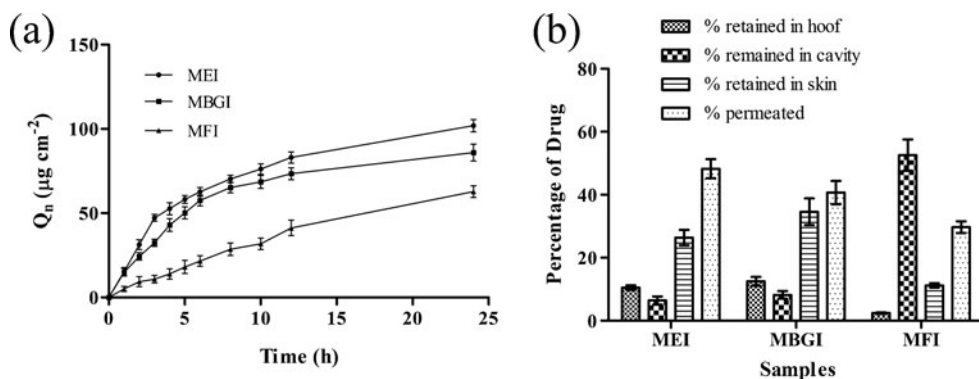 (a)
150
100
50
0
Qn (µg cm-2)
MEI
MBGI
MFI
0 5 10 15 20 25
Time (h)
(b)
% retained in hoof
% remained in cavity
% retained in skin
% permeated
80
60
40
20
0
Percentage of Drug
MEI MBGI MFI
Samples